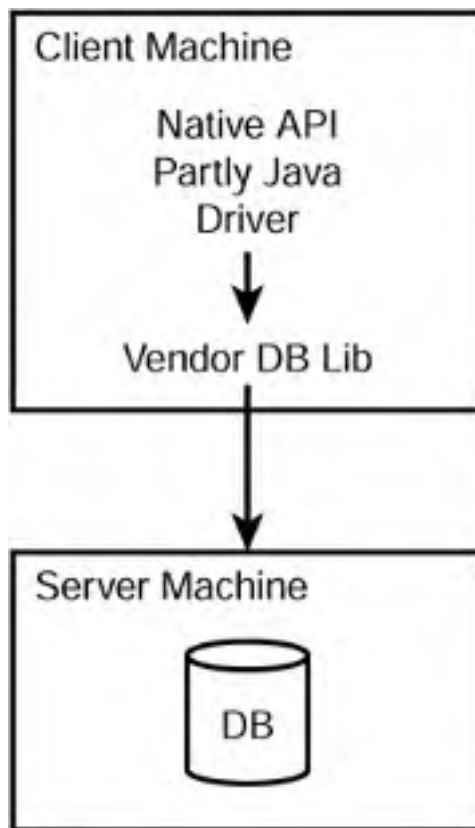 Client Machine
Native API
Partly Java
Driver
Vendor DB Lib
Server Machine
DB